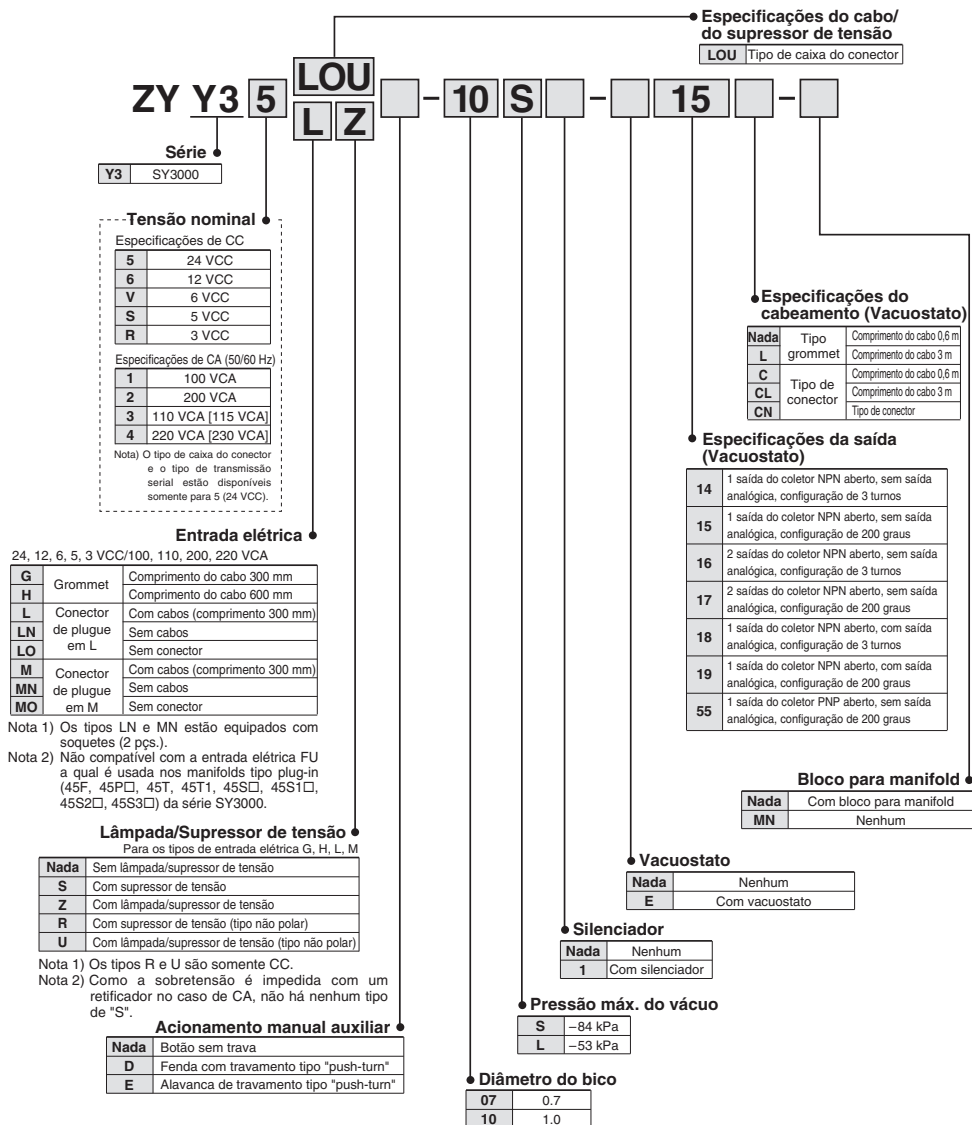 Especificações do cabo/
do supressor de tensão
LOU Tipo de caixa do conector
ZY Y3 5 LOU – 10 S – 15 –
L Z
Série
Y3 SY3000
Tensão nominal
Especificações de CC
5 24 VCC
6 12 VCC
V 6 VCC
S 5 VCC
R 3 VCC
Especificações de CA (50/60 Hz)
1 100 VCA
2 200 VCA
3 110 VCA [115 VCA]
4 220 VCA [230 VCA]
Nota) O tipo de caixa do conector
e o tipo de transmissão
serial estão disponíveis
somente para 5 (24 VCC).
Entrada elétrica
24, 12, 6, 5, 3 VCC/100, 110, 200, 220 VCA
G Grommet Comprimento do cabo 300 mm
H Comprimento do cabo 600 mm
L Conector de plugue em L Com cabos (comprimento 300 mm)
LN Sem cabos
LO Sem conector
M Conector de plugue em M Com cabos (comprimento 300 mm)
MN Sem cabos
MO Sem conector
Nota 1) Os tipos LN e MN estão equipados com
soquetes (2 pçs.).
Nota 2) Não compatível com a entrada elétrica FU
a qual é usada nos manifolds tipo plug-in
(45F, 45P□, 45T, 45T1, 45S□, 45S1□,
45S2□, 45S3□) da série SY3000.
Lâmpada/Supressor de tensão
Para os tipos de entrada elétrica G, H, L, M
Nada Sem lâmpada/supressor de tensão
S Com supressor de tensão
Z Com lâmpada/supressor de tensão
R Com supressor de tensão (tipo não polar)
U Com lâmpada/supressor de tensão (tipo não polar)
Nota 1) Os tipos R e U são somente CC.
Nota 2) Como a sobretensão é impedida com um
retificador no caso de CA, não há nenhum tipo
de "S".
Acionamento manual auxiliar
Nada Botão sem trava
D Fenda com travamento tipo "push-turn"
E Alavanca de travamento tipo "push-turn"
Especificações do
cabeamento (Vacuostato)
Nada Tipo grommet Comprimento do cabo 0,6 m
L Comprimento do cabo 3 m
C Tipo de conector Comprimento do cabo 0,6 m
CL Comprimento do cabo 3 m
CN Tipo de conector
Especificações da saída
(Vacuostato)
14 1 saída do coletor NPN aberto, sem saída
analógica, configuração de 3 turnos
15 1 saída do coletor NPN aberto, sem saída
analógica, configuração de 200 graus
16 2 saídas do coletor NPN aberto, sem saída
analógica, configuração de 3 turnos
17 2 saídas do coletor NPN aberto, sem saída
analógica, configuração de 200 graus
18 1 saída do coletor NPN aberto, com saída
analógica, configuração de 3 turnos
19 1 saída do coletor NPN aberto, com saída
analógica, configuração de 200 graus
55 1 saída do coletor PNP aberto, sem saída
analógica, configuração de 200 graus
Bloco para manifold
Nada Com bloco para manifold
MN Nenhum
Vacuostato
Nada Nenhum
E Com vacuostato
Silenciador
Nada Nenhum
1 Com silenciador
Pressão máx. do vácuo
S –84 kPa
L –53 kPa
Diâmetro do bico
07 0.7
10 1.0